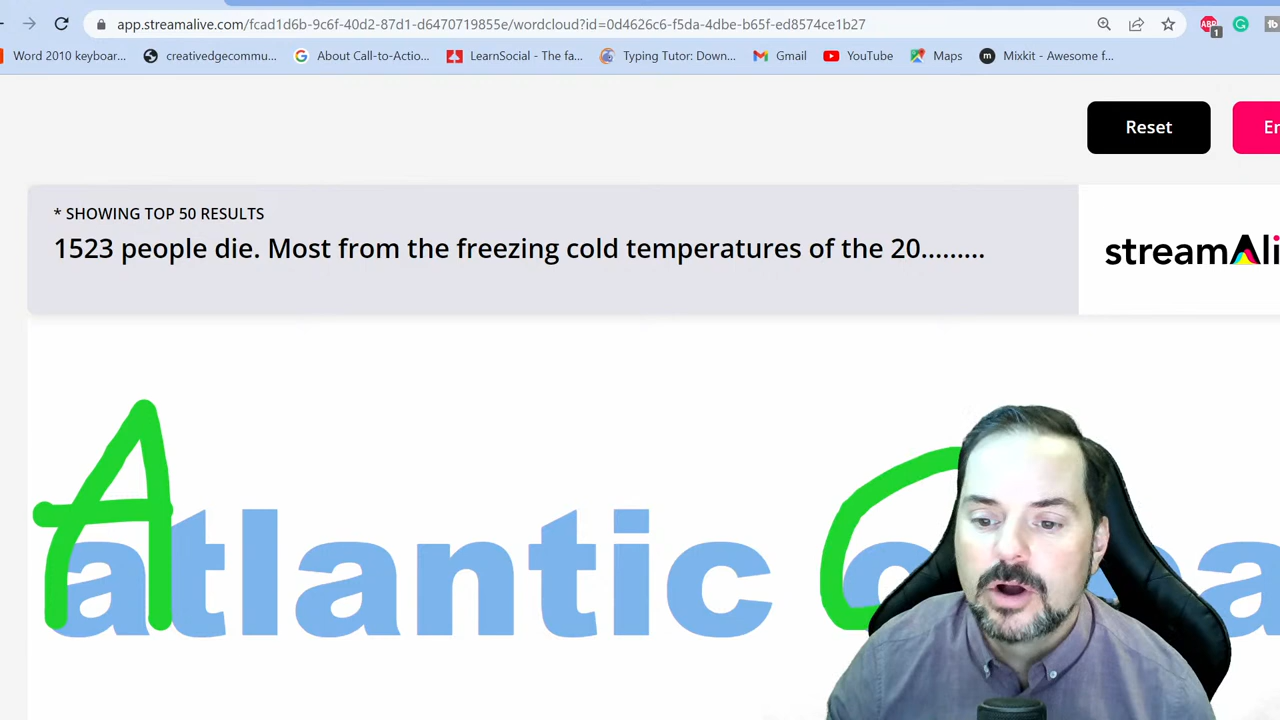 app.streamalive.com/fcad1d6b-9c6f-40d2-87d1-d6470719855e/wordcloud?id=0d4626c6-f5da-4dbe-b65f-ed8574ce1b27
Word 2010 keyboar... creativedrecommu... About Call-to-Actio... LearnSocial - The fa... Typing Tutor: Down... Gmail YouTube Maps Mixkit - Awesome f...
Reset
* SHOWING TOP 50 RESULTS
1523 people die. Most from the freezing cold temperatures of the 20.........
streamAli
A
atlantic